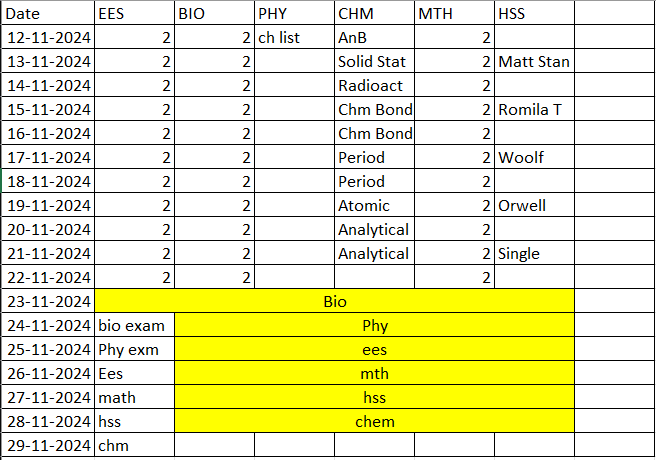 Date EES BIO PHY CHM MTH HSS
12-11-2024 2 2 ch list AnB 2
13-11-2024 2 2 Solid Stat 2 Matt Stan
14-11-2024 2 2 Radioact 2
15-11-2024 2 2 Chm Bond 2 Romila T
16-11-2024 2 2 Chm Bond 2
17-11-2024 2 2 Period 2 Woolf
18-11-2024 2 2 Period 2
19-11-2024 2 2 Atomic 2 Orwell
20-11-2024 2 2 Analytical 2
21-11-2024 2 2 Analytical 2 Single
22-11-2024 2 2 2
23-11-2024 Bio
24-11-2024 bio exam Phy
25-11-2024 Phy exm ees
26-11-2024 Ees mth
27-11-2024 math hss
28-11-2024 hss chem
29-11-2024 chm